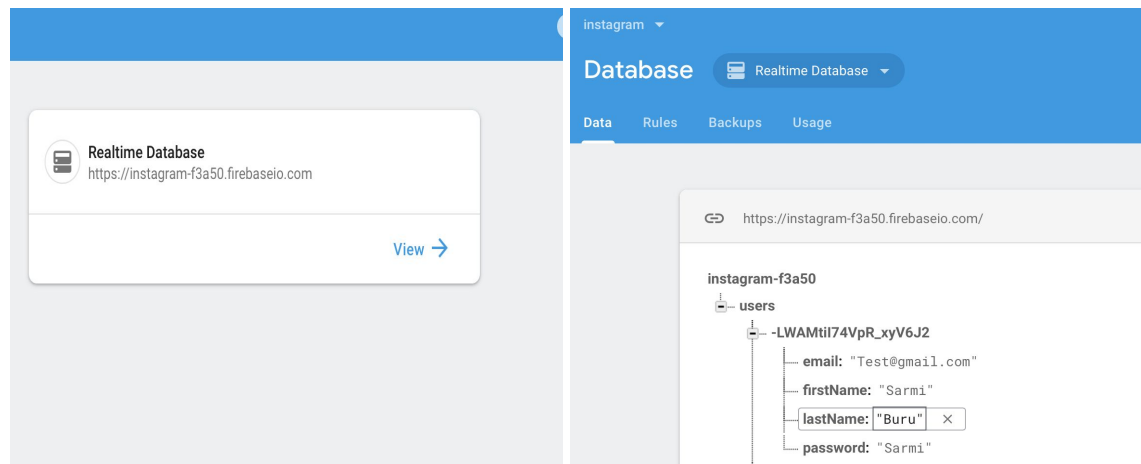 Realtime Database
https://instagram-f3a50.firebaseio.com
View
instagram
Database
Realtime Database
Data Rules Backups Usage
https://instagram-f3a50.firebaseio.com/
instagram-f3a50
users
-LWAMtiI74VpR_xyV6J2
email: "Test@gmail.com"
firstName: "Sarmi"
lastName: "Buru"
password: "Sarmi"